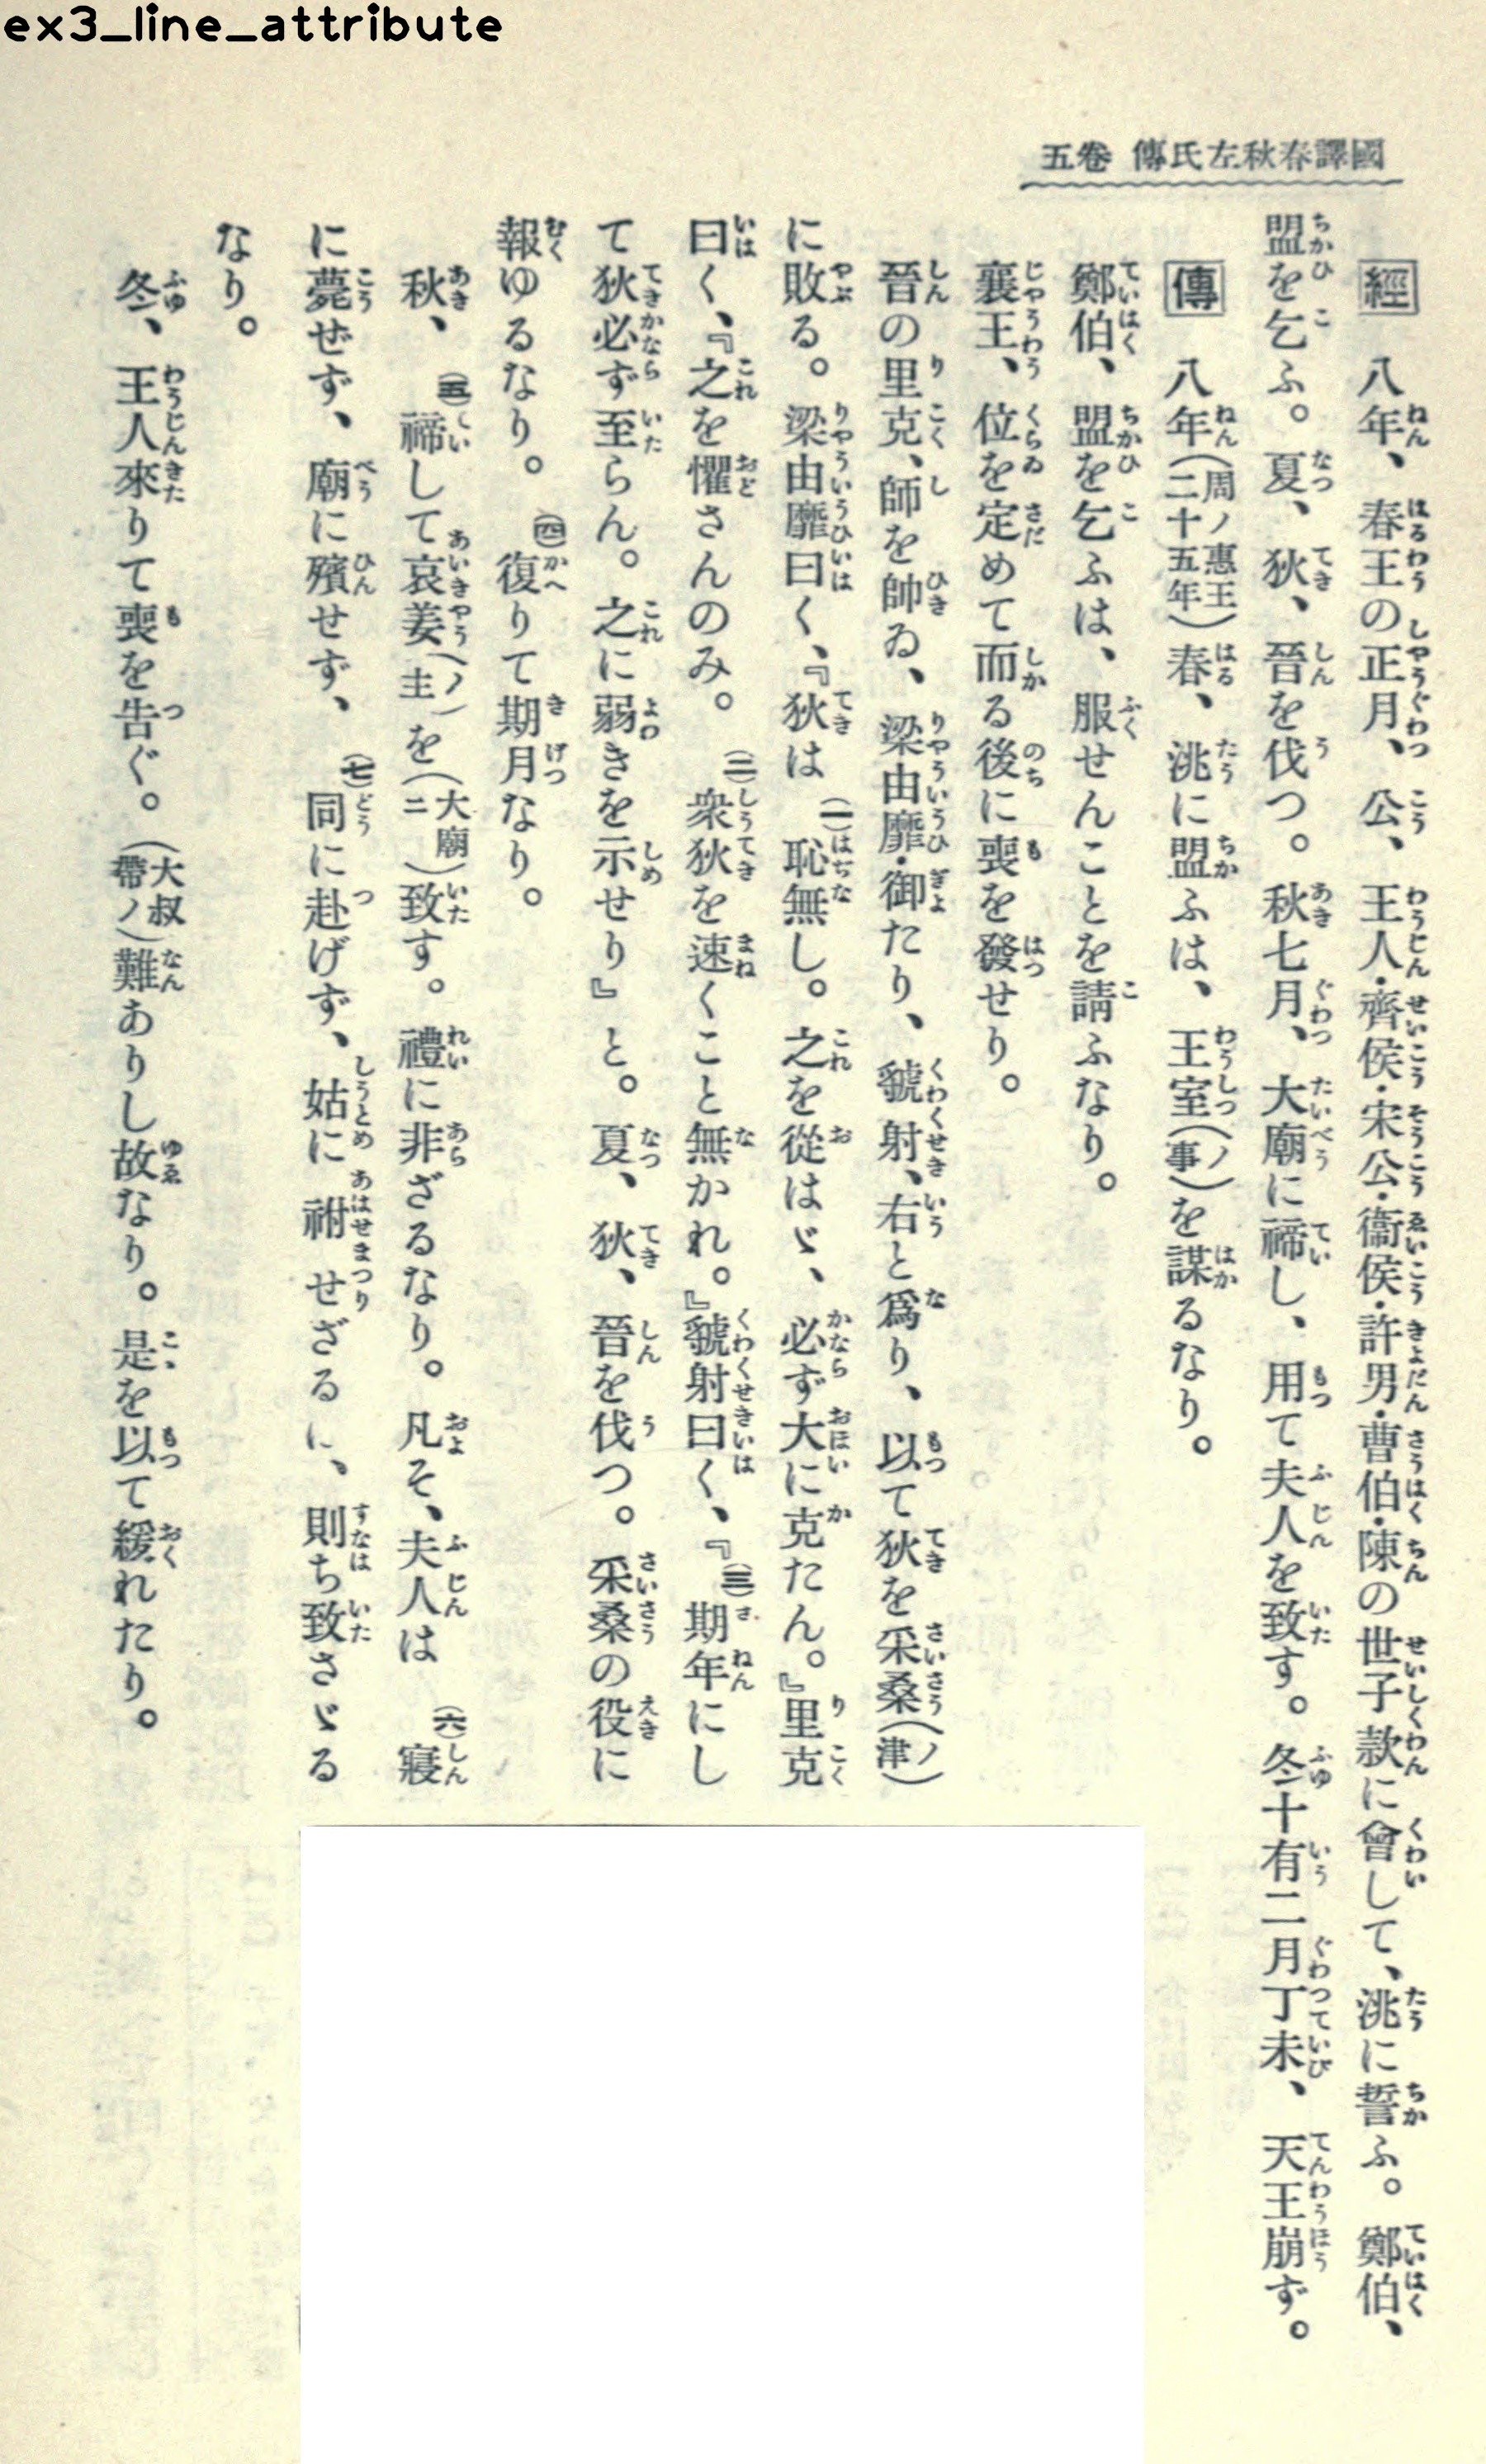 ex3_line_attribute
國譯春秋左氏傳 卷五
經 八年、春王の正月、公、王人・齊侯・宋公・衞侯・許男・曹伯・陳の世子款に會して、洮に誓ふ。鄭伯、
盟を乞ふ。夏、狄、晉を伐つ。秋七月、大廟に禘し、用て夫人を致す。冬十有二月丁未、天王崩ず。
傳 八年(周ノ惠王二十五年)春、洮に盟ふは、王室(ノ事)を謀るなり。
鄭伯、盟を乞ふは、服せんことを請ふなり。
襄王、位を定めて而る後に喪を發せり。
晉の里克、師を帥ゐ、梁由靡・御たり、虢射、右と爲り、以て狄を采桑(ノ津)
に敗る。梁由靡曰く、『狄は(一)恥無し。之を從はゞ、必ず大に克たん。』里克
曰く、『之を懼さんのみ。(二)衆狄を速くこと無かれ。』虢射曰く、『(三)期年にし
て狄必ず至らん。之に弱きを示せり』と。夏、狄、晉を伐つ。采桑の役に
報ゆるなり。(四)復りて期月なり。
秋、(五)禘して哀姜(ノ主)を(大廟ニ)致す。禮に非ざるなり。凡そ、夫人は(六)寢
に薨ぜず、廟に殯せず、(七)同に赴げず、姑に祔せざるに、則ち致さゞる
なり。
冬、王人來りて喪を告ぐ。(大叔帶ノ)難ありし故なり。是を以て緩れたり。